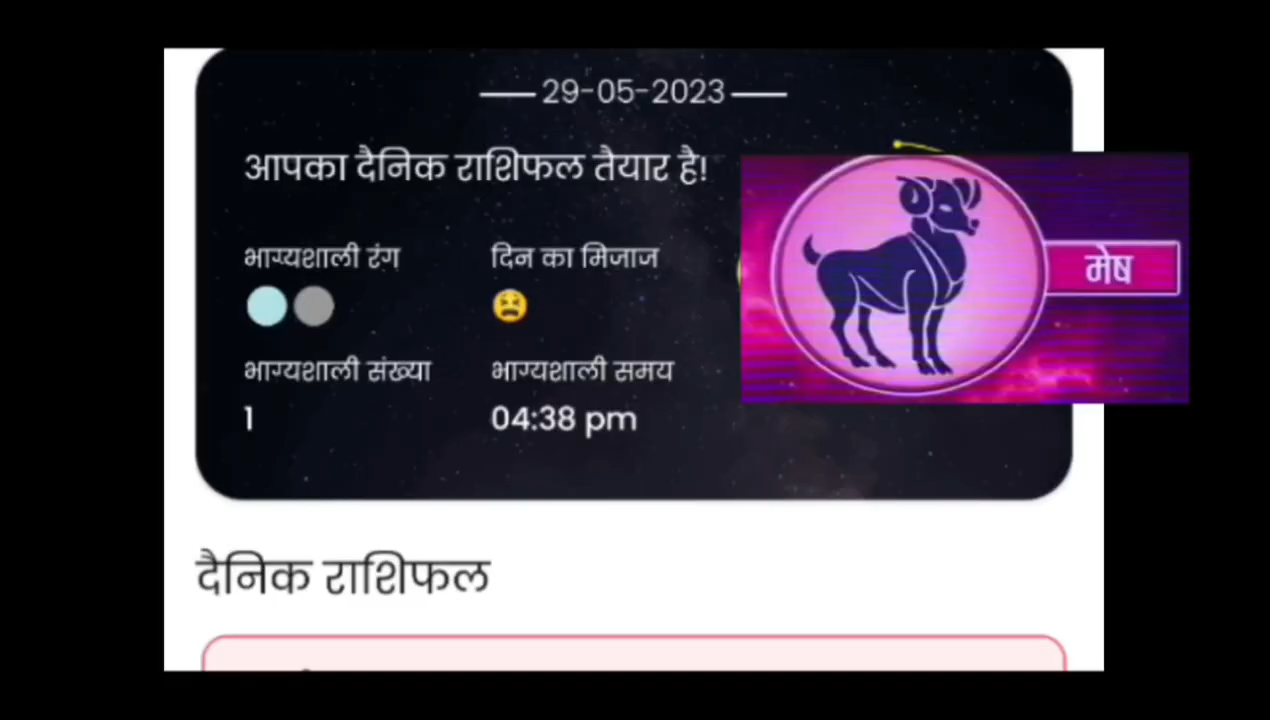 29-05-2023
आपका दैनिक राशिफल तैयार है!
भाग्यशाली रंग
दिन का मिजाज
भाग्यशाली संख्या
भाग्यशाली समय
1
04:38 pm
मेष
दैनिक राशिफल